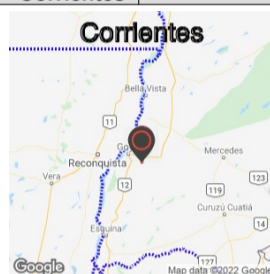 Corrientes
Corrientes
Bella Vista
11
Go
Reconquista
Mercedes
Vera
12
123
119
Curuzú Cuatiá
14
Esquina
127
Google
Map data ©2022 Google